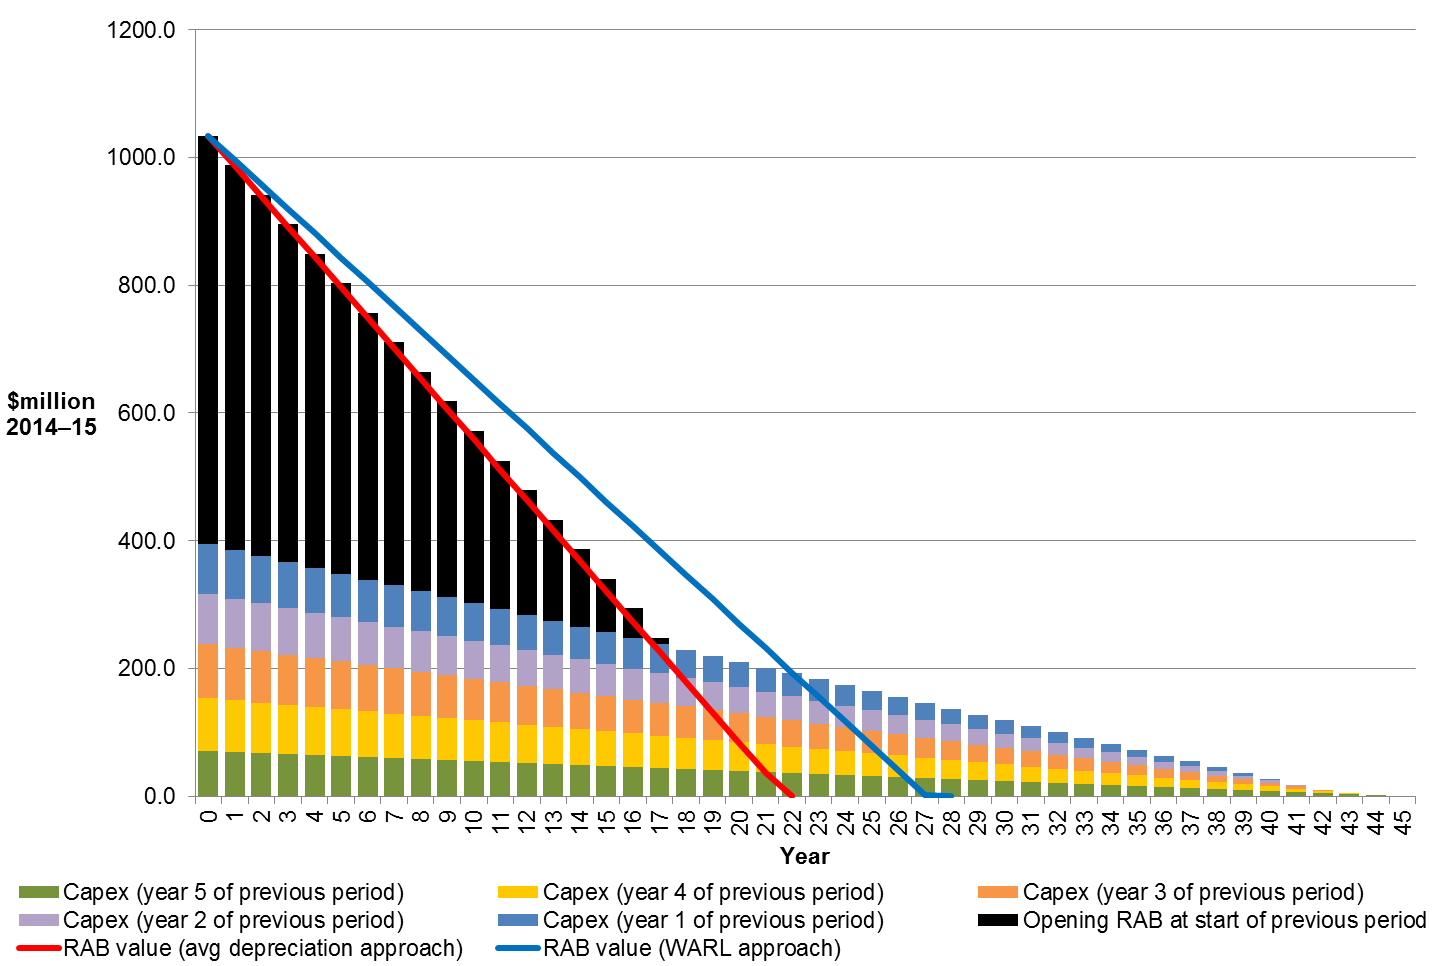 1200.0
1000.0
800.0
$million
2014–15
600.0
400.0
200.0
0.0
0 1 2 3 4 5 6 7 8 9 10 11 12 13 14 15 16 17 18 19 20 21 22 23 24 25 26 27 28 29 30 31 32 33 34 35 36 37 38 39 40 41 42 43 44 45
Year
Capex (year 5 of previous period) Capex (year 4 of previous period) Capex (year 3 of previous period)
Capex (year 2 of previous period) Capex (year 1 of previous period) Opening RAB at start of previous period
RAB value (avg depreciation approach) RAB value (WARL approach)